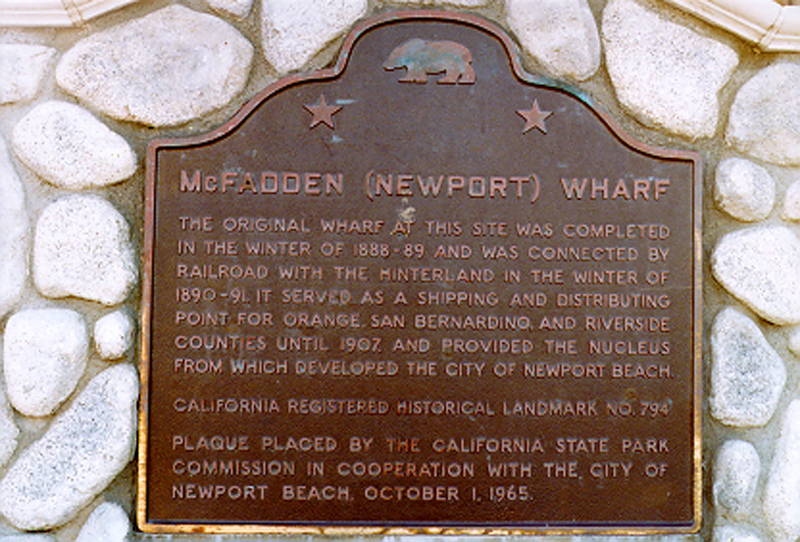 McFADDEN (NEWPORT) WHARF
THE ORIGINAL WHARF AT THIS SITE WAS COMPLETED
IN THE WINTER OF 1888-89 AND WAS CONNECTED BY
RAILROAD WITH THE HINTERLAND IN THE WINTER OF
1890-91. IT SERVED AS A SHIPPING AND DISTRIBUTING
POINT FOR ORANGE, SAN BERNARDINO, AND RIVERSIDE
COUNTIES UNTIL 1907, AND PROVIDED THE NUCLEUS
FROM WHICH DEVELOPED THE CITY OF NEWPORT BEACH.
CALIFORNIA REGISTERED HISTORICAL LANDMARK NO. 794
PLAQUE PLACED BY THE CALIFORNIA STATE PARK
COMMISSION IN COOPERATION WITH THE CITY OF
NEWPORT BEACH, OCTOBER 1, 1965.